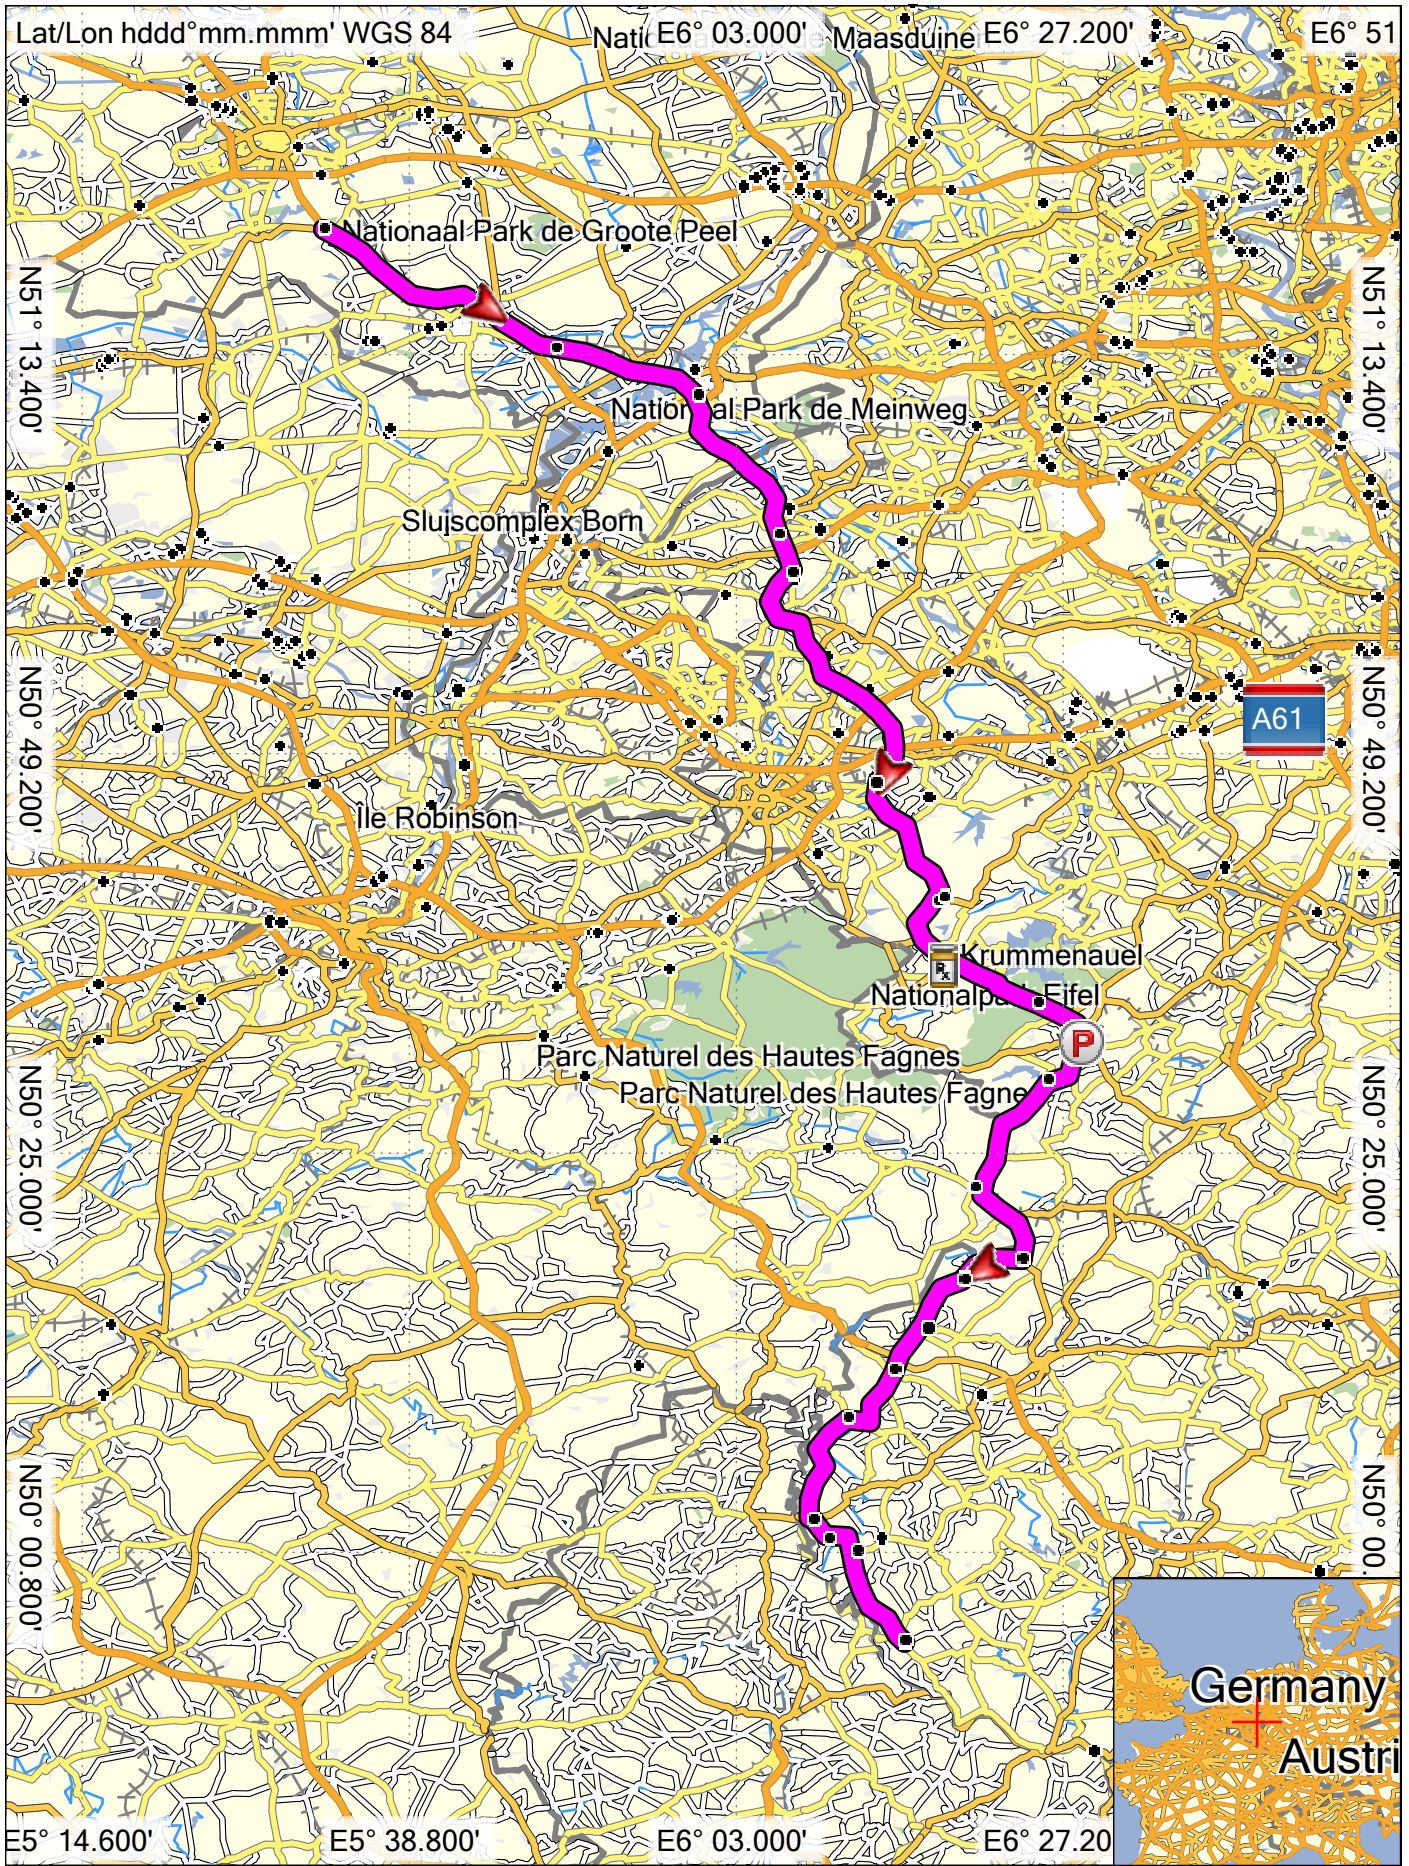 Lat/Lon hddd°mm.mmm' WGS 84
E6° 03.000'
Maasduine
E6° 27.200'
E6° 51
Nationaal Park de Groote Peel
N51° 13.400'
N51° 13.400'
Nationaal Park de Meinweg
Slujscomplex Born
A61
N50° 49.200'
N50° 49.200'
Île Robinson
Krummenauel
Rx
Nationalpark Eifel
P
Parc Naturel des Hautes Fagnes
Parc Naturel des Hautes Fagne
N50° 25.000'
N50° 25.000'
N50° 00.800'
N50° 00.
Germany
Austri
E5° 14.600'
E5° 38.800'
E6° 03.000'
E6° 27.20